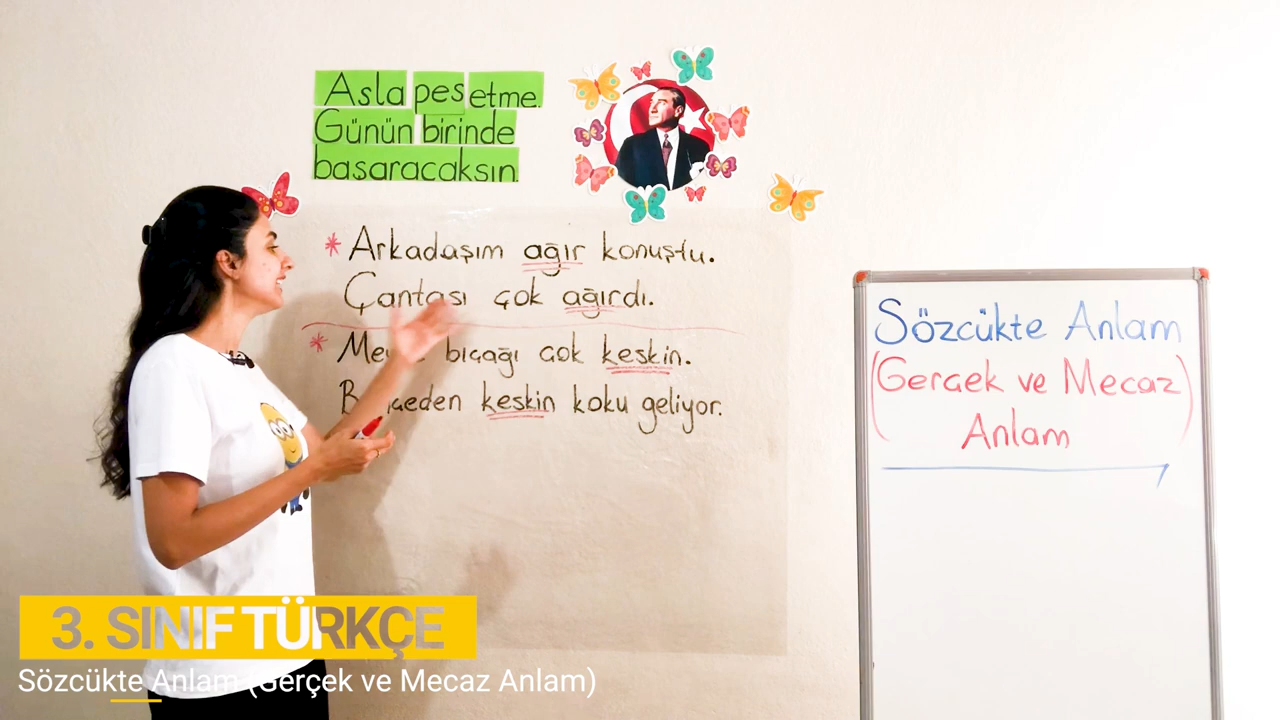 Asla pes etme.
Günün birinde
başaracaksın.
* Arkadaşım ağır konuştu.
Çantası çok ağırdı.
* bıçağı çok keskin.
keskin koku geliyor.
Sözcükte Anlam
(Gerçek ve Mecaz)
Anlam
3. SINIF TÜRKÇE
Sözcükte Anlam (Gerçek ve Mecaz Anlam)